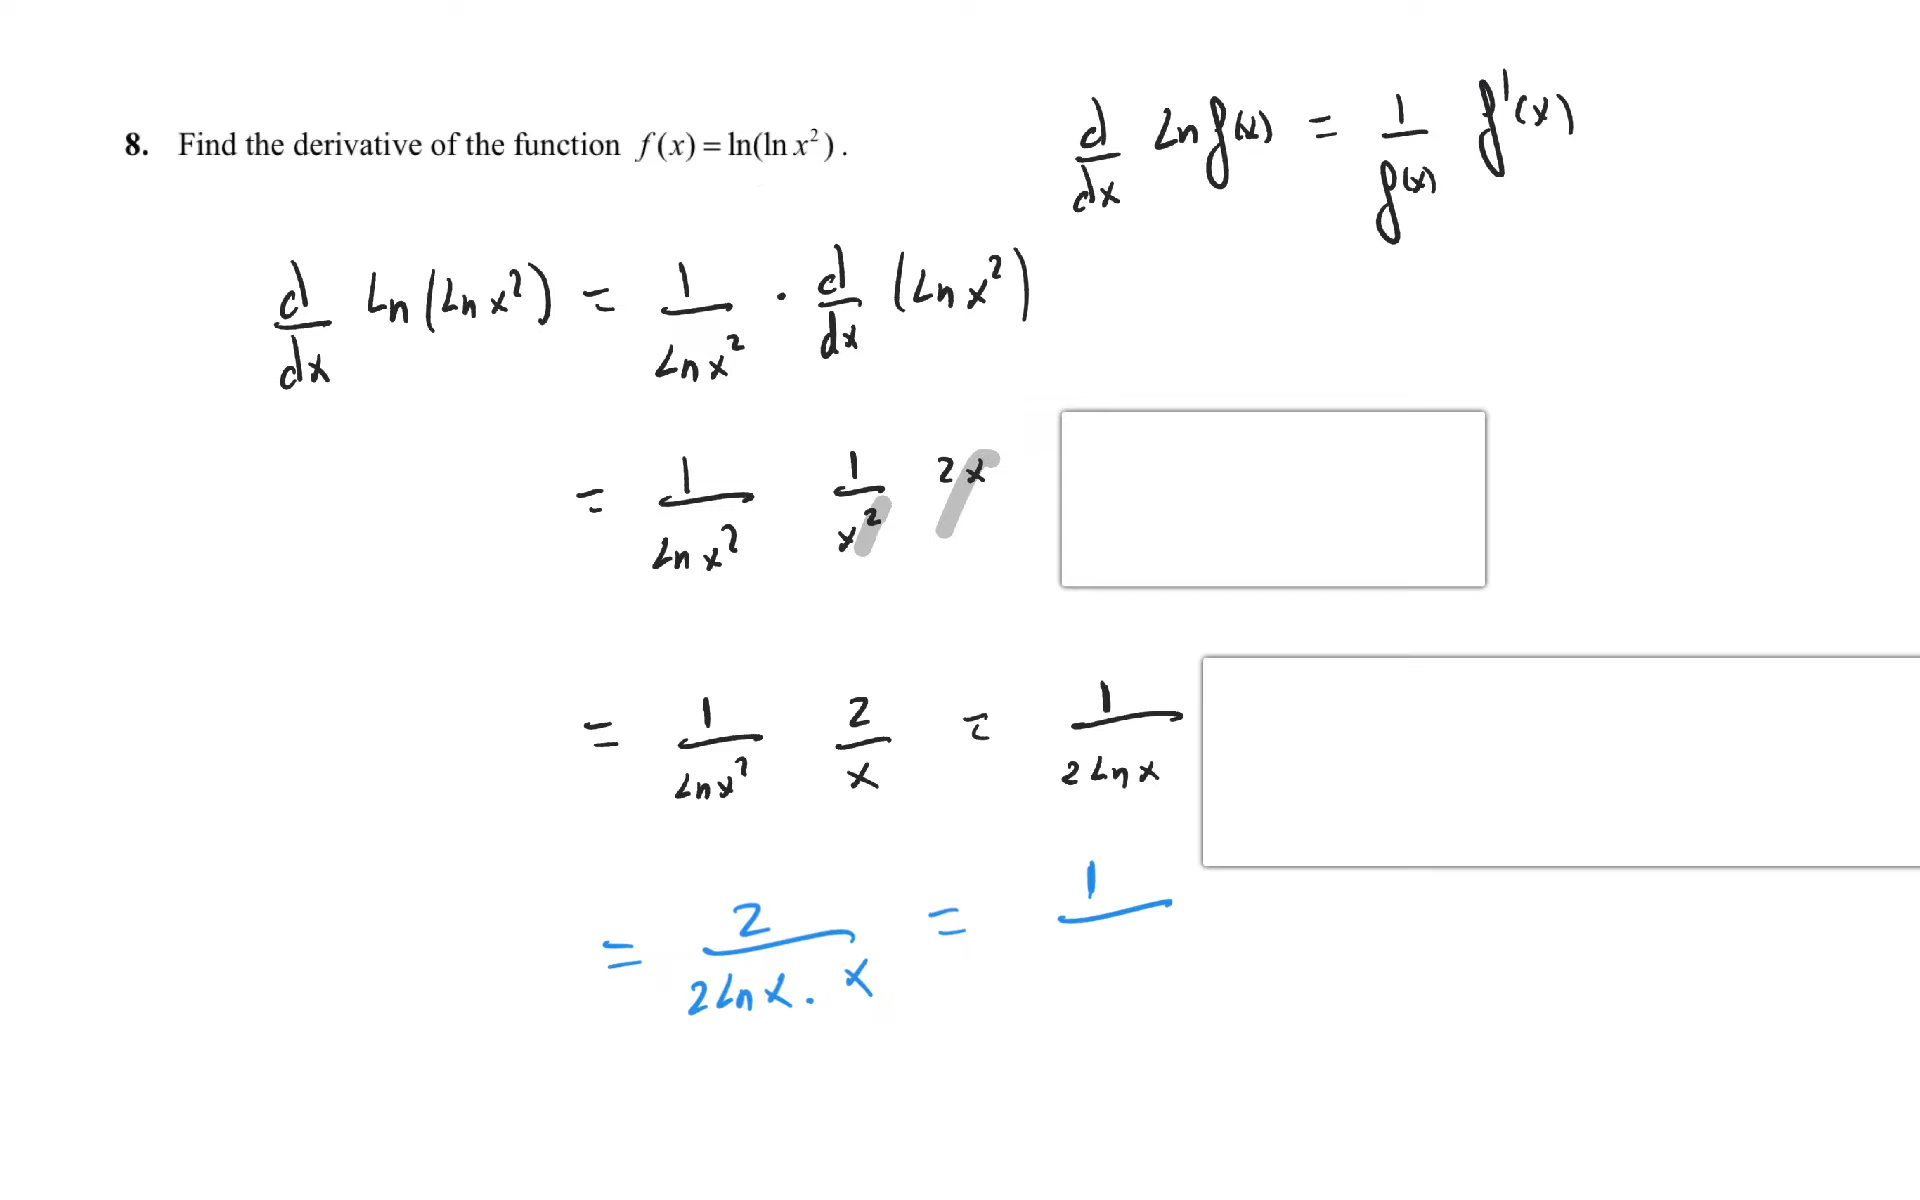 8. Find the derivative of the function f(x) = ln(ln x²).
d/dx Ln f(x) = 1/f(x) f'(x)
d/dx Ln(Ln x²) = 1/(Ln x²) · d/dx (Ln x²)
= 1/(Ln x²) 1/x² 2x
= 1/(Ln x²) 2/x = 1/(2 Ln x)
= 2/(2 Ln x · x) = 1/